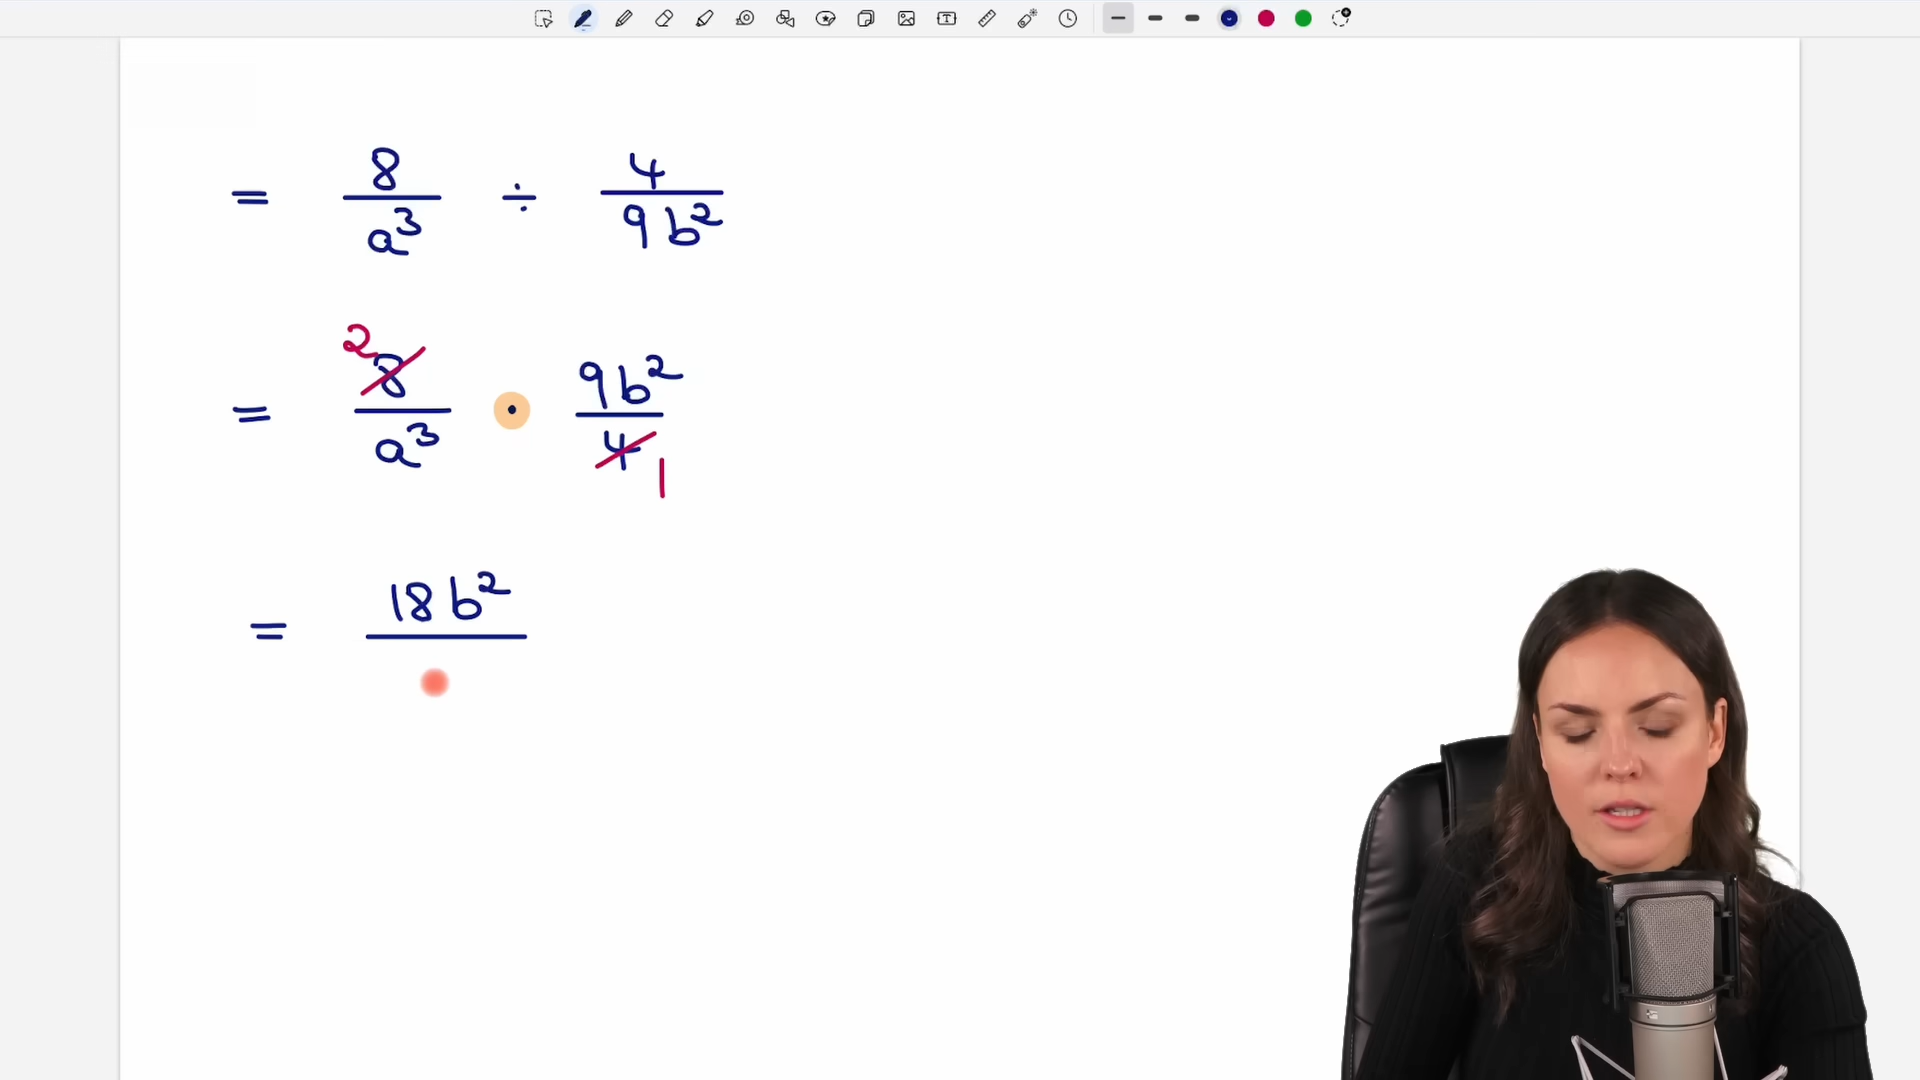 = 8/a³ ÷ 4/9b²
= 2 8/a³ · 9b²/4 1
= 18b²/